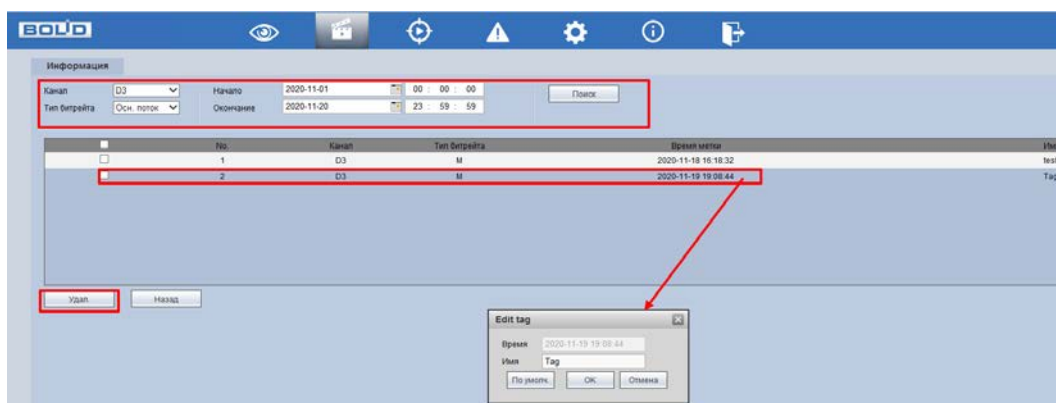 BOLID
Информация
Канал D3 Начало 2020-11-01 00 : 00 : 00 Поиск
Тип битрейта Осн. поток Окончание 2020-11-20 23 : 59 : 59
No. Канал Тип битрейта Время метки
1 D3 M 2020-11-18 16:18:32 test
2 D3 M 2020-11-19 19:08:44 Tag
Удал. Назад
Edit tag
Время 2020-11-19 19:08:44
Имя Tag
По умолч. OK Отмена